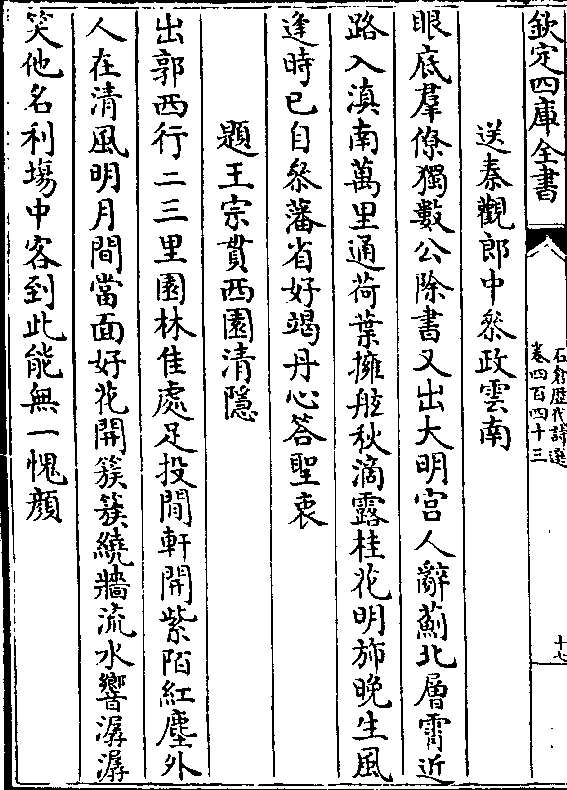 欽定四庫全書
石倉歷代詩選
卷四百四十三
十七
送秦觀郎中叅政雲南
眼底羣僚獨數公除書又出大明宫人辭薊北層霄近
路入滇南萬里通荷葉擁舷秋滴露桂花明斾晚生風
逢時已自叅藩省好竭丹心答聖衷
題王宗貫西園清隱
出郭西行二三里園林佳處足投閒軒開紫陌紅塵外
人在清風明月間當面好花開簇簇繞牆流水響潺潺
笑他名利塲中客到此能無一愧顔